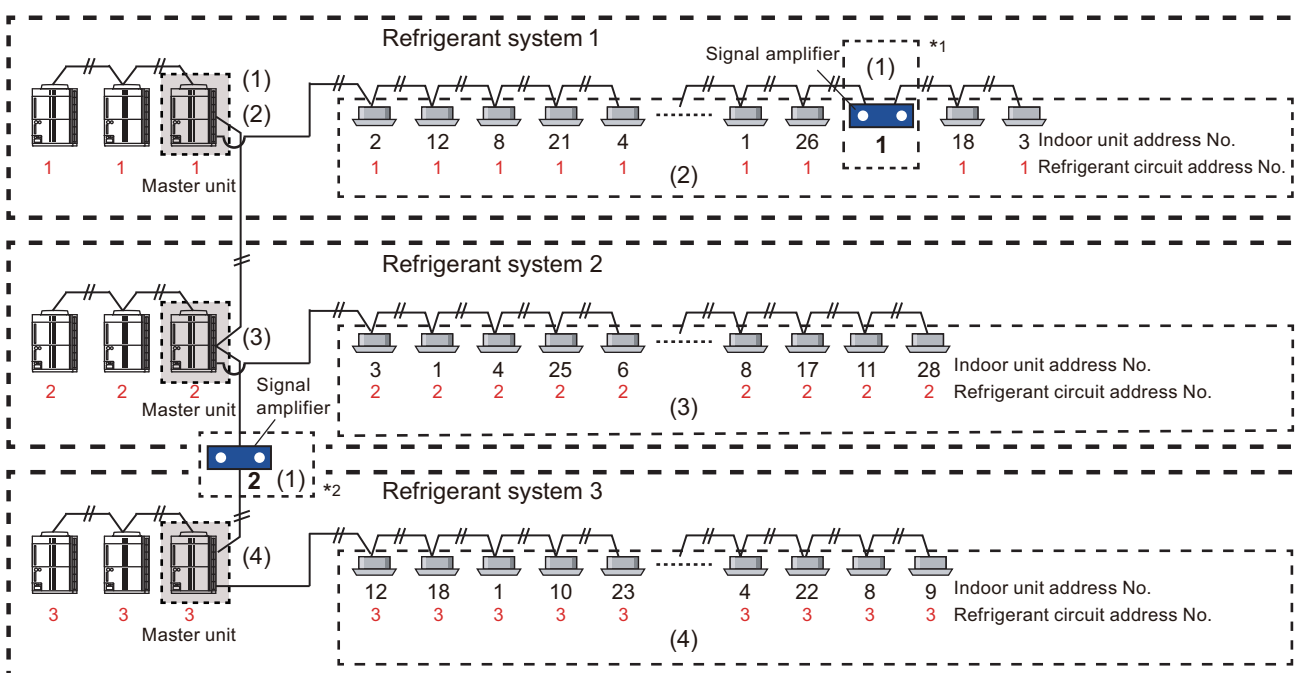 Refrigerant system 1
Signal amplifier
*1
(1)
(1)
(2)
2 12 8 21 4 1 26 1 18 3 Indoor unit address No.
1 1 1 1 1 1 1 1 1 1 1 1 Refrigerant circuit address No.
(2)
Master unit
Refrigerant system 2
(3)
3 1 4 25 6 8 17 11 28 Indoor unit address No.
2 2 2 2 2 2 2 2 2 2 2 2 Refrigerant circuit address No.
(3)
Master unit
Signal
amplifier
2 (1) *2
Refrigerant system 3
(4)
12 18 1 10 23 4 22 8 9 Indoor unit address No.
3 3 3 3 3 3 3 3 3 3 3 3 Refrigerant circuit address No.
(4)
Master unit